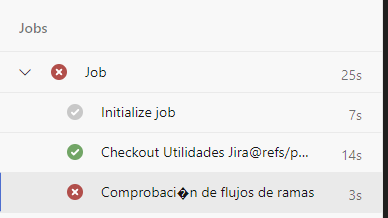 Jobs
Job 25s
Initialize job 7s
Checkout Utilidades Jira@refs/p... 14s
Comprobaci�n de flujos de ramas 3s